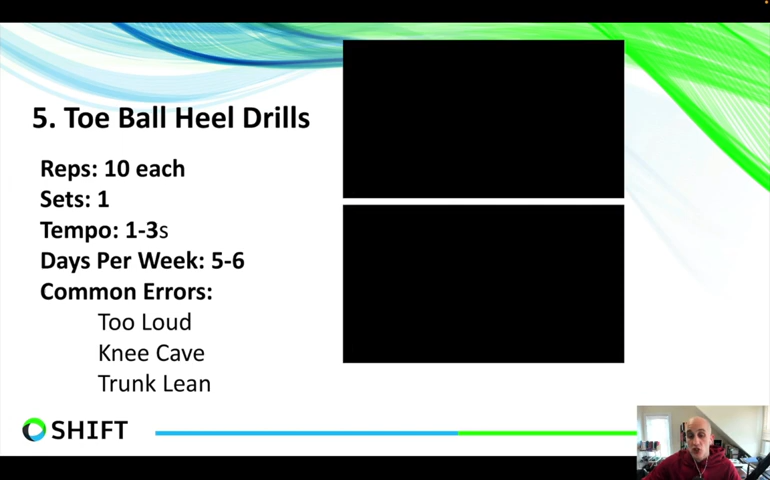 5. Toe Ball Heel Drills
Reps: 10 each
Sets: 1
Tempo: 1-3s
Days Per Week: 5-6
Common Errors:
Too Loud
Knee Cave
Trunk Lean
SHIFT